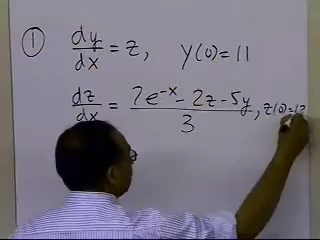 ① dy/dx = z, y(0)=11
dz/dx = (7e^-x - 2z - 5y)/3, z(0)=